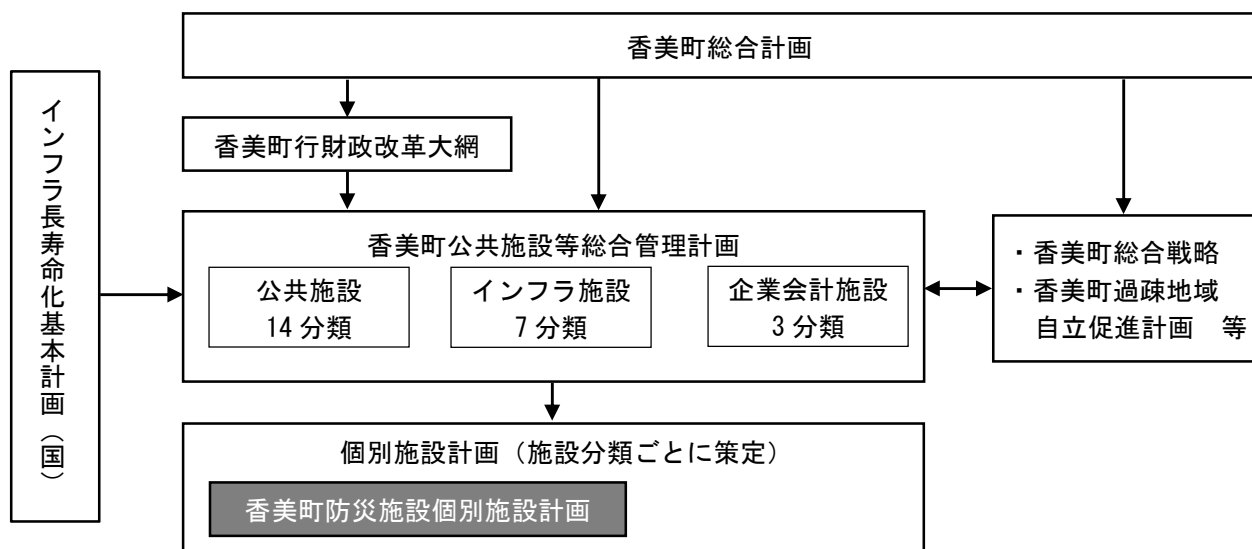 香美町総合計画
インフラ長寿命化基本計画（国）
香美町行財政改革大綱
香美町公共施設等総合管理計画
公共施設
14 分類
インフラ施設
7 分類
企業会計施設
3 分類
・香美町総合戦略
・香美町過疎地域
自立促進計画　等
個別施設計画（施設分類ごとに策定）
香美町防災施設個別施設計画